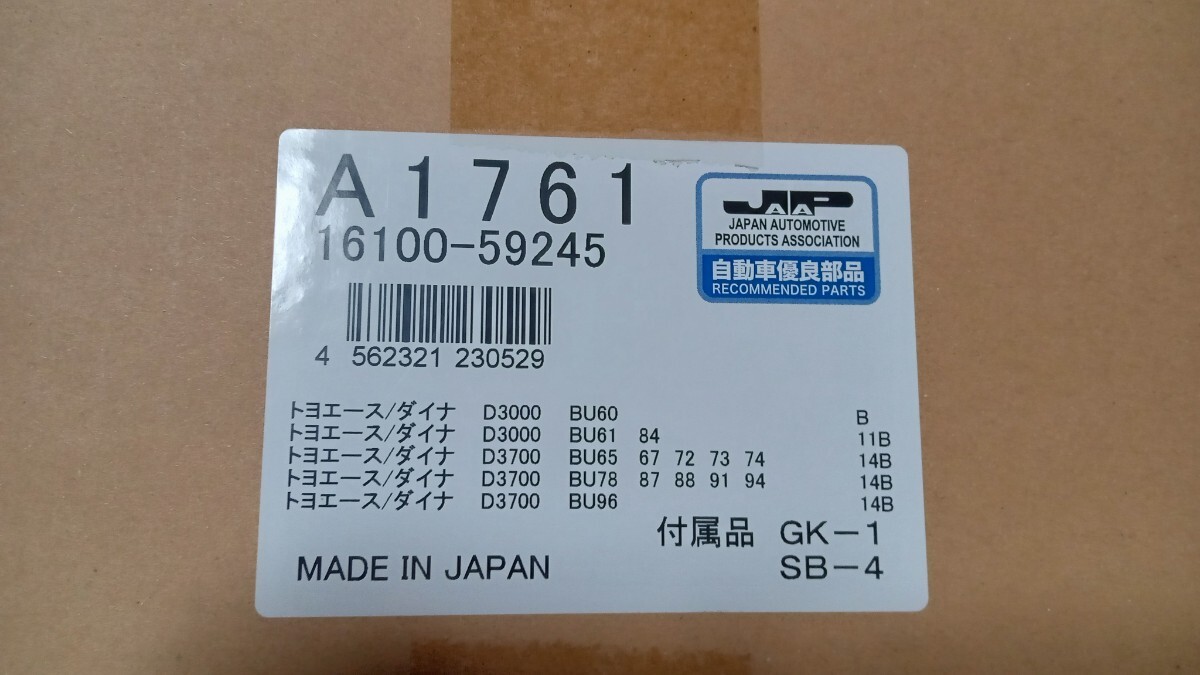 A1761
16100-59245
JAAP
JAPAN AUTOMOTIVE
PRODUCTS ASSOCIATION
自動車優良部品
RECOMMENDED PARTS
4 562321 230529
トヨエース/ダイナ D3000 BU60 B
トヨエース/ダイナ D3000 BU61 84 11B
トヨエース/ダイナ D3700 BU65 67 72 73 74 14B
トヨエース/ダイナ D3700 BU78 87 88 91 94 14B
トヨエース/ダイナ D3700 BU96 14B
付属品 GK-1
MADE IN JAPAN SB-4